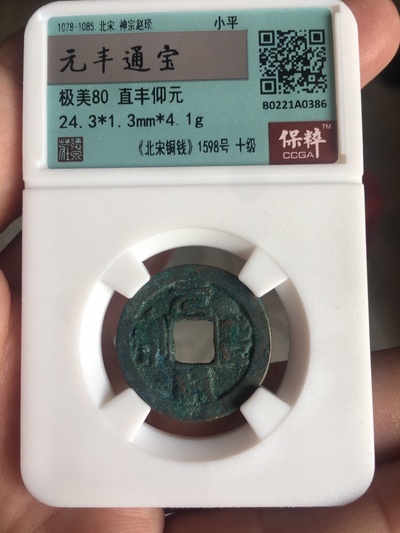 1078-1085. 北宋 神宗赵顼
小平
元丰通宝
极美80 直丰仰元
24.3*1.3mm*4.1g
B0221A0386
《北宋铜钱》1598号 十级
保粹™
CCGA